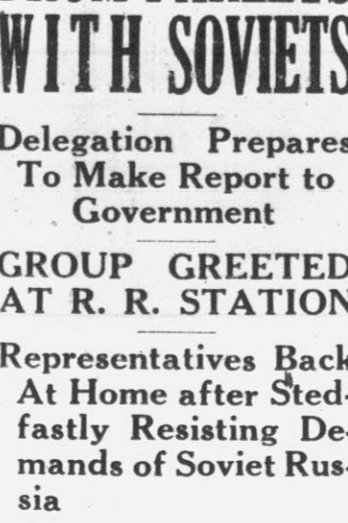 WITH SOVIETS
Delegation Prepares
To Make Report to
Government
GROUP GREETED
AT R. R. STATION
Representatives Back
At Home after Sted-
fastly Resisting De-
mands of Soviet Rus-
sia